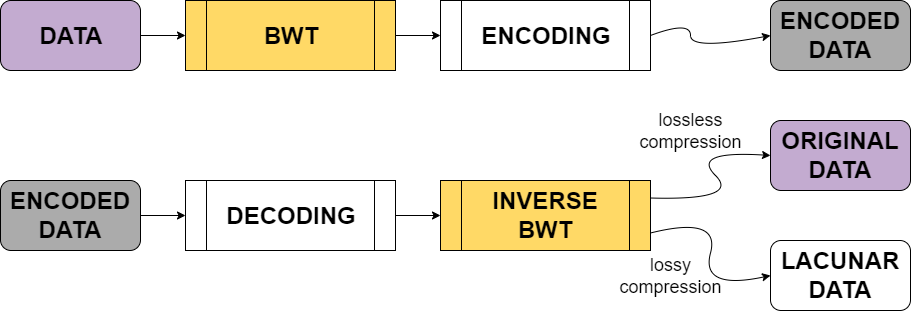 DATA
BWT
ENCODING
ENCODED
DATA
lossless
compression
ORIGINAL
DATA
ENCODED
DATA
DECODING
INVERSE
BWT
lossy
compression
LACUNAR
DATA